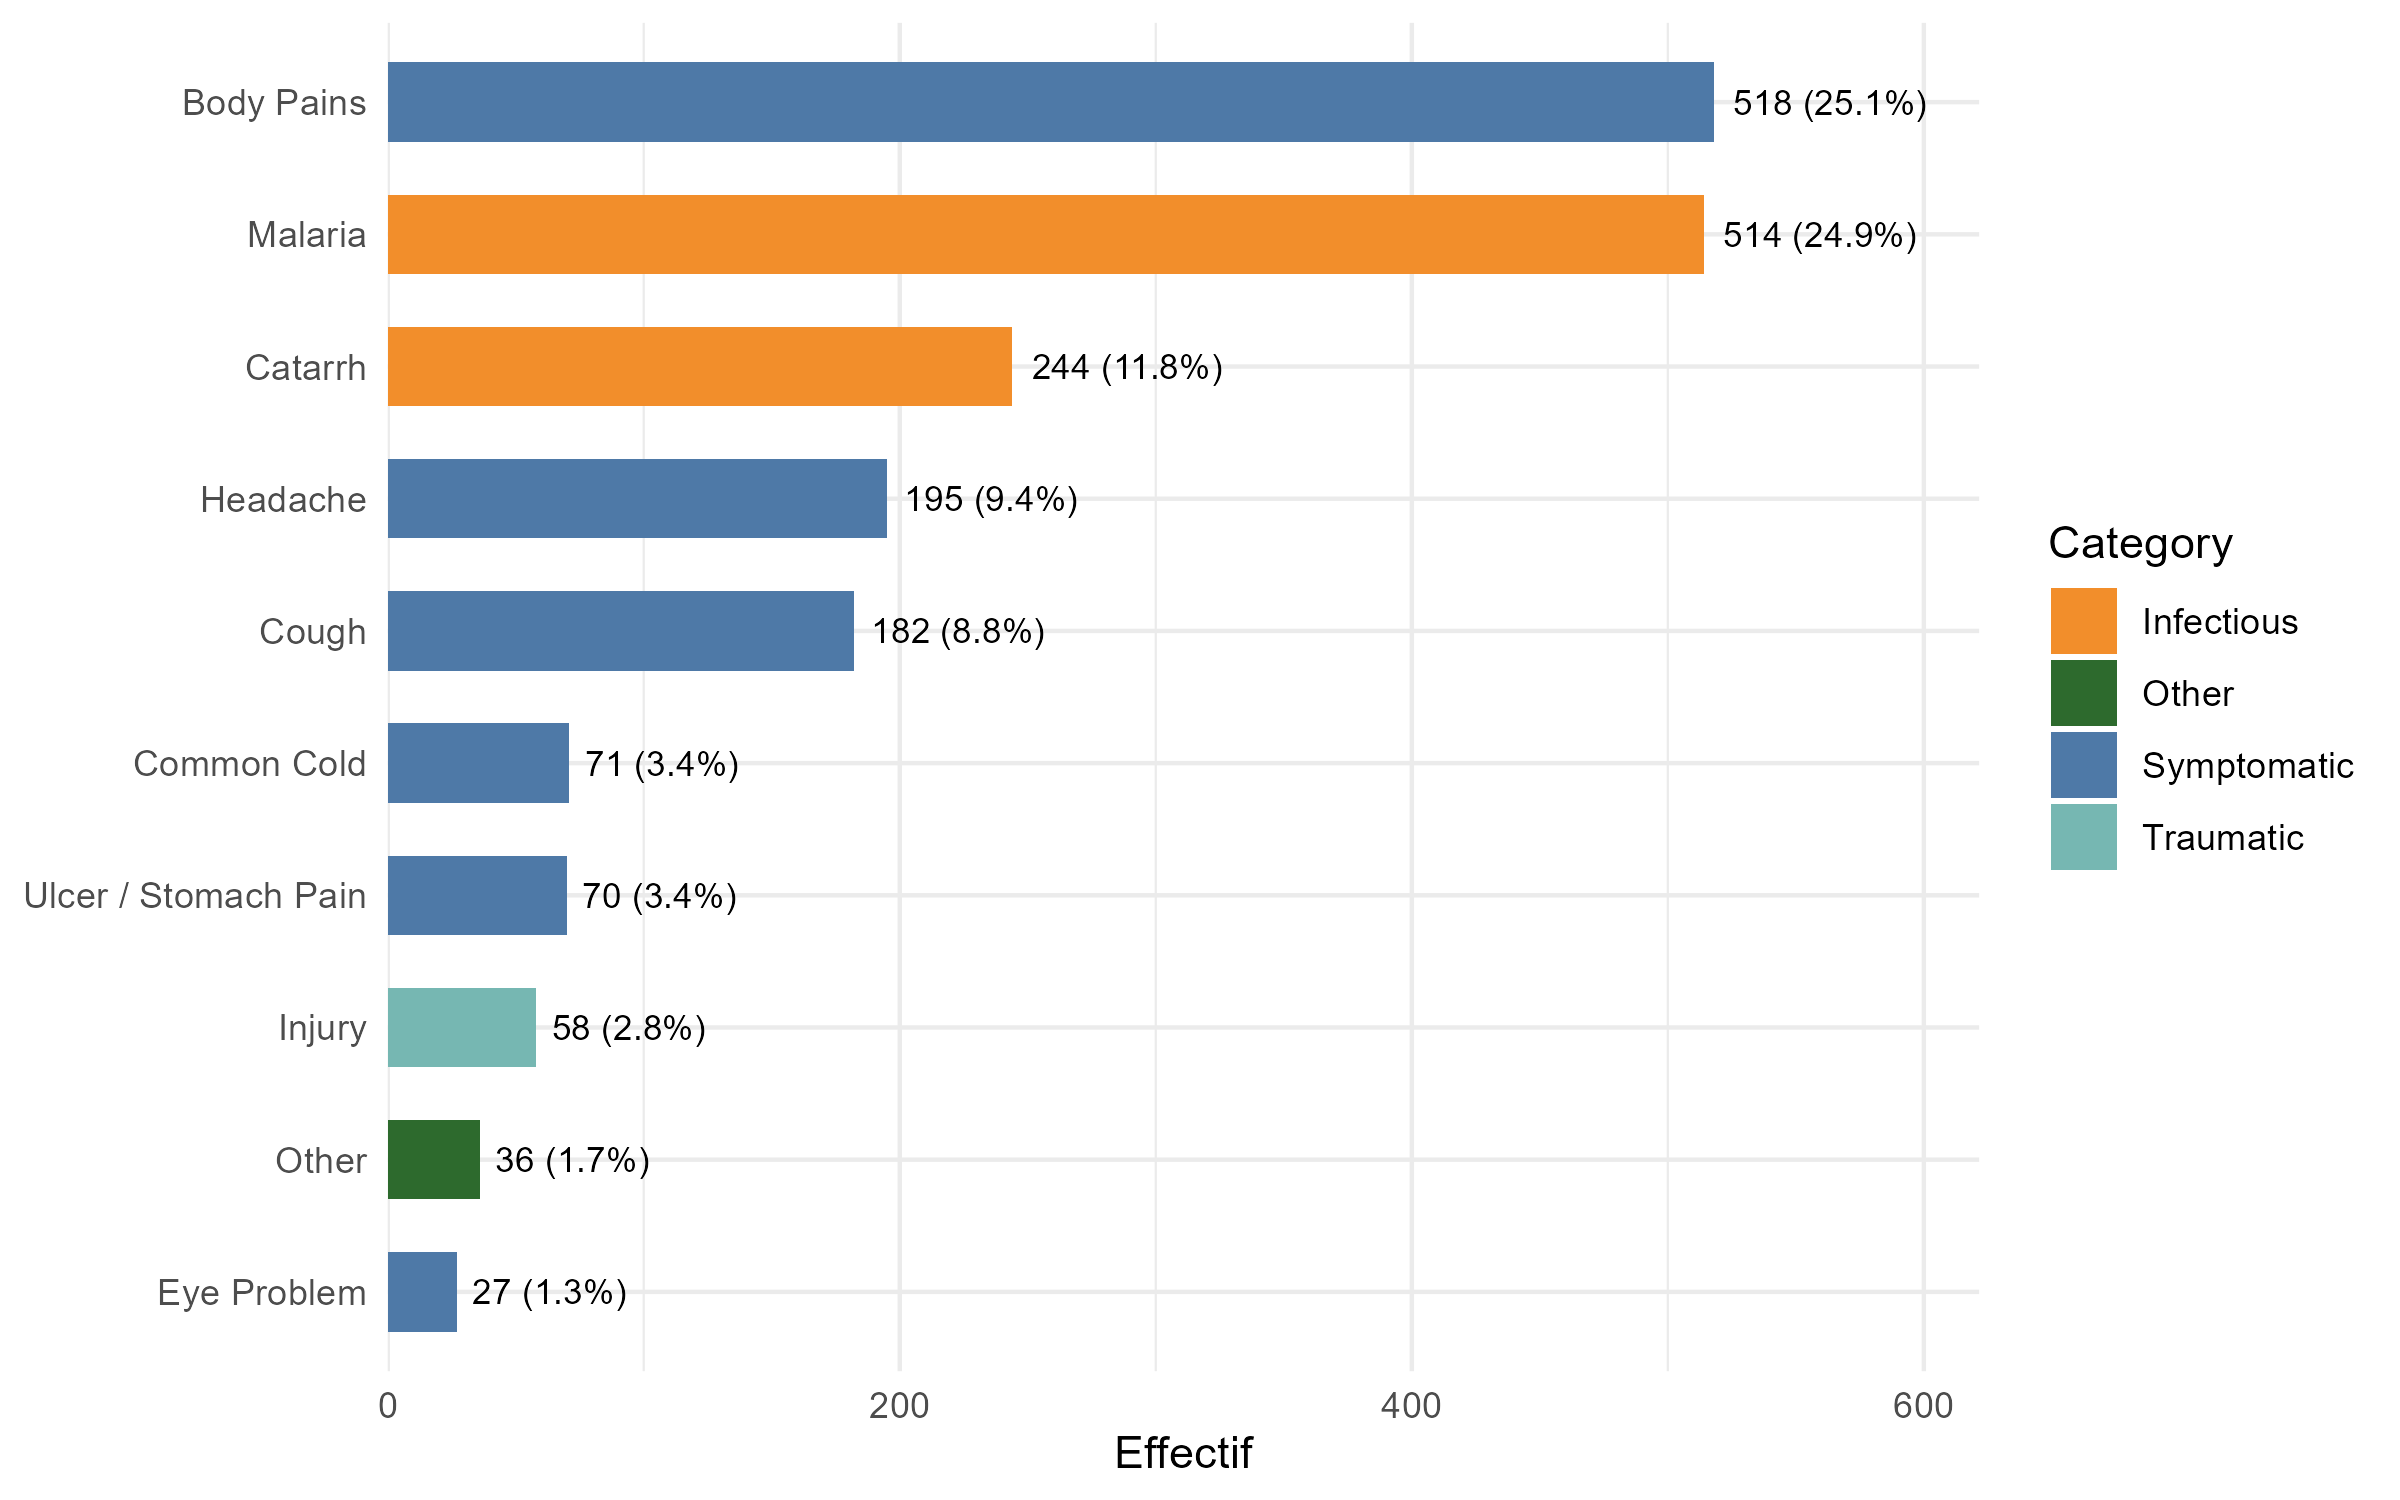 Body Pains 518 (25.1%)
Malaria 514 (24.9%)
Catarrh 244 (11.8%)
Headache 195 (9.4%)
Cough 182 (8.8%)
Common Cold 71 (3.4%)
Ulcer / Stomach Pain 70 (3.4%)
Injury 58 (2.8%)
Other 36 (1.7%)
Eye Problem 27 (1.3%)
0 200 400 600
Effectif
Category
Infectious
Other
Symptomatic
Traumatic